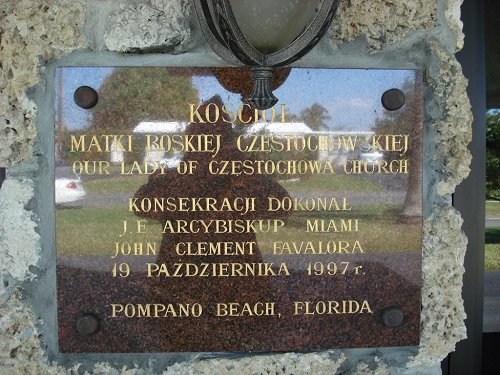 KOŚCIÓŁ
MATKI BOSKIEJ CZĘSTOCHOWSKIEJ
OUR LADY OF CZESTOCHOWA CHURCH
KONSEKRACJI DOKONAŁ
J.E ARCYBISKUP MIAMI
JOHN CLEMENT FAVALORA
19 PAŹDZIERNIKA 1997 r.
POMPANO BEACH, FLORIDA